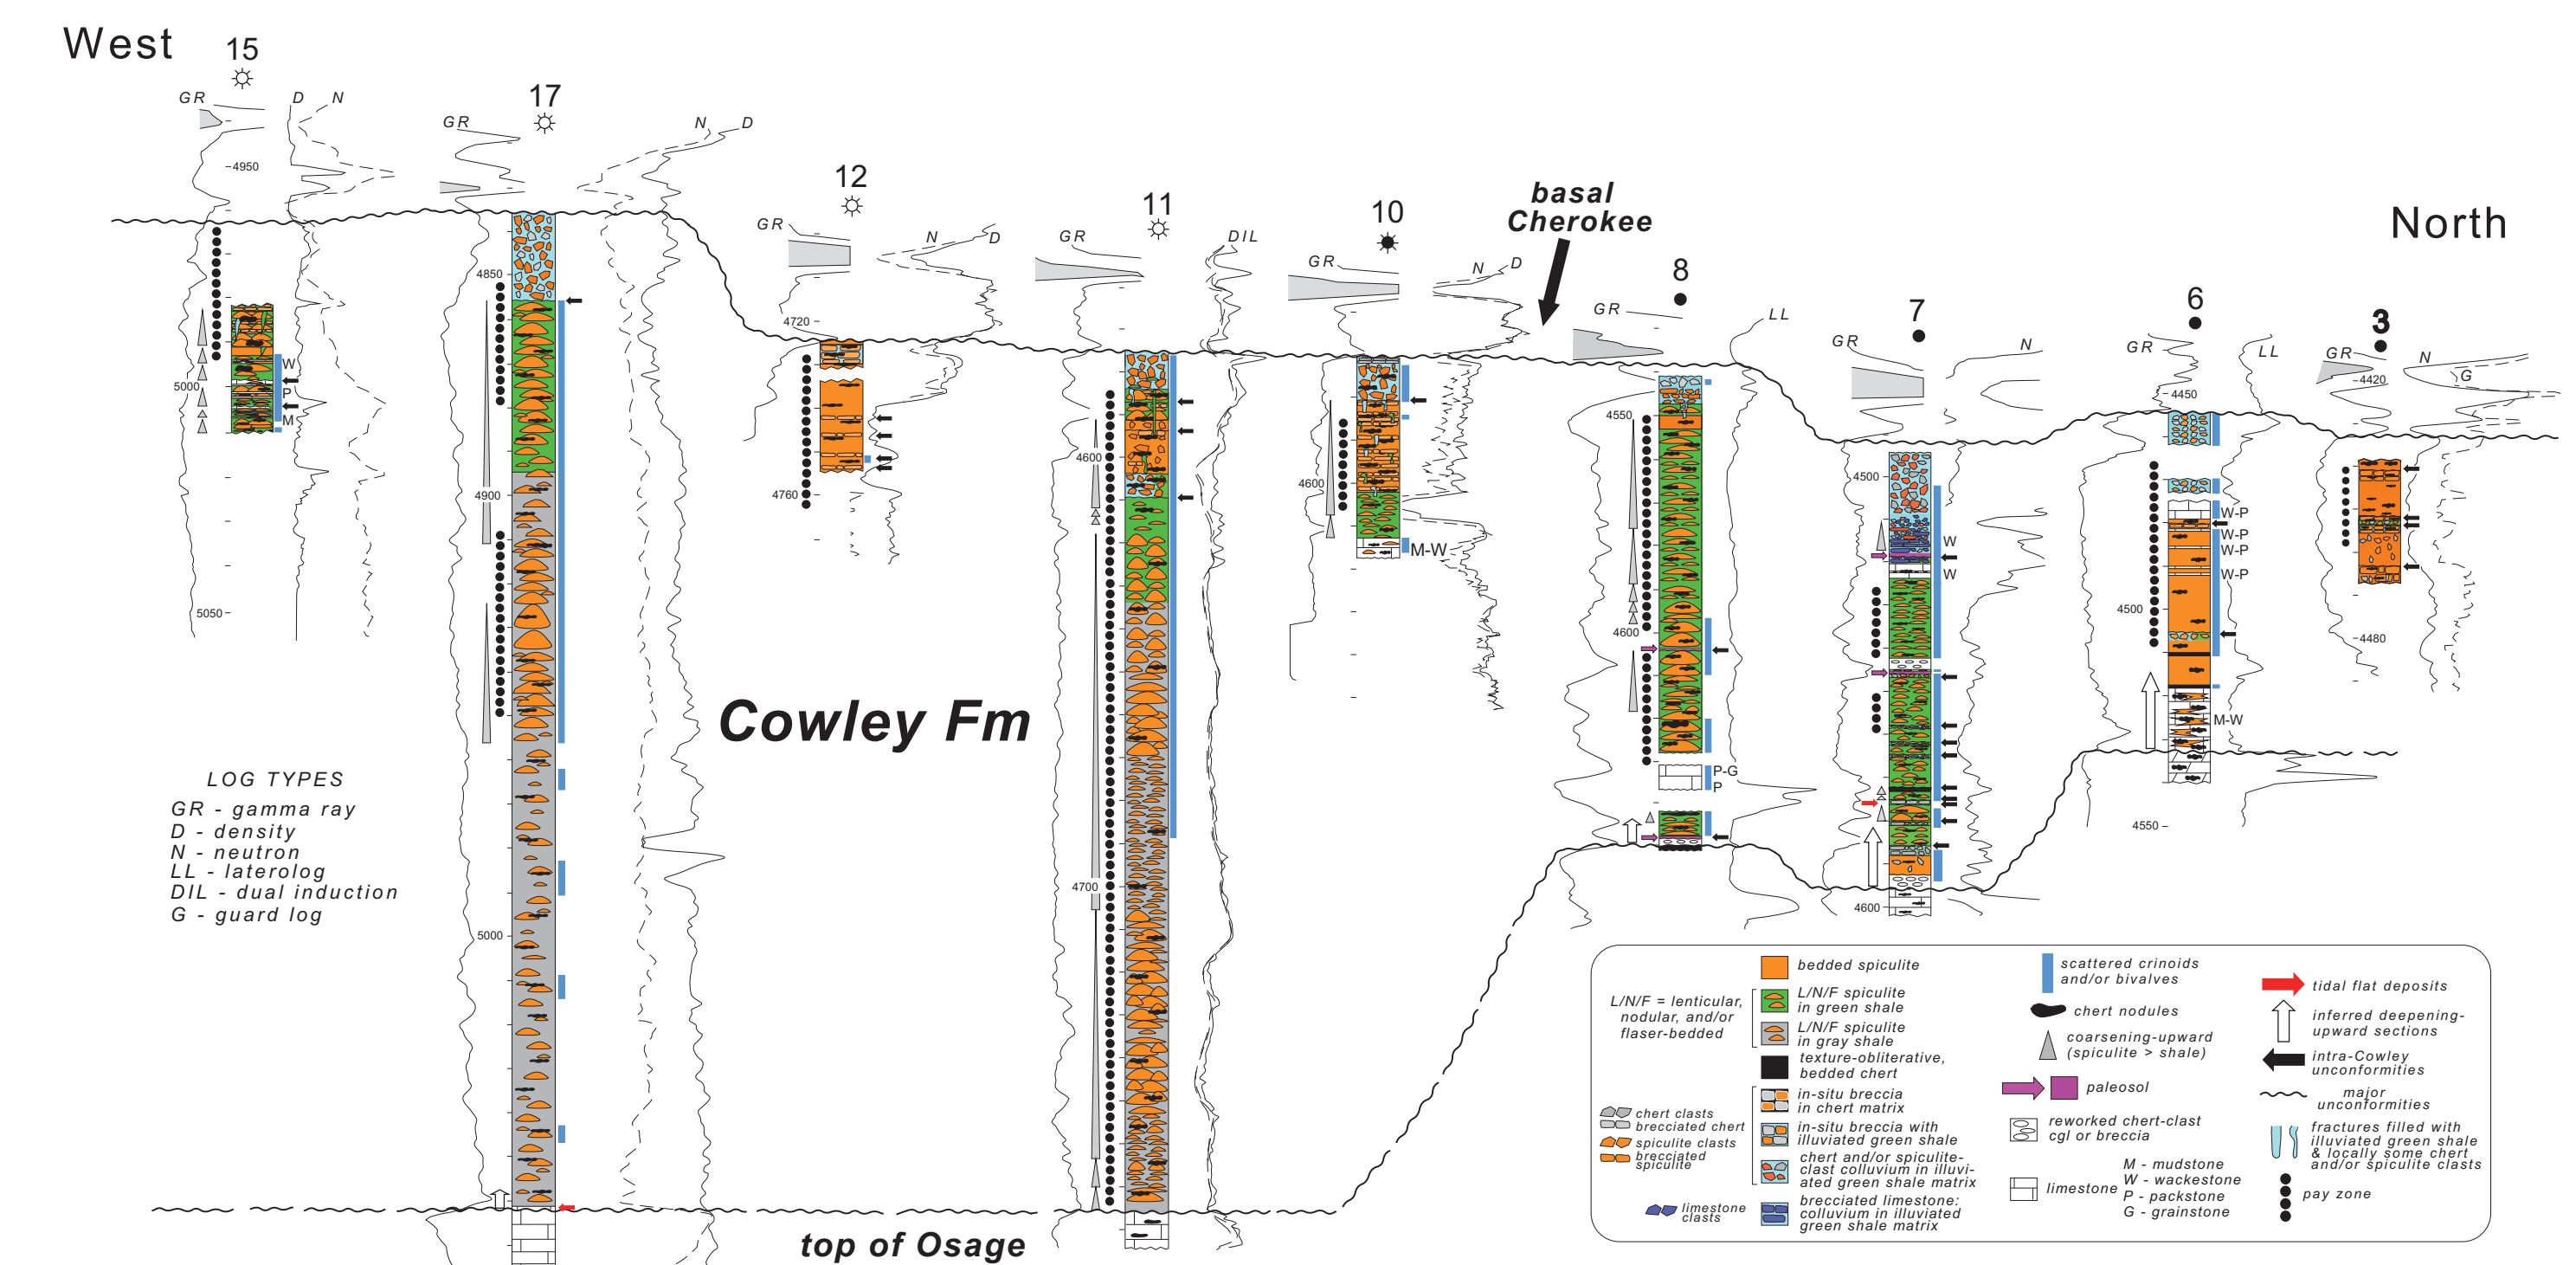 West
North
15
17
12
11
10
8
7
6
3
basal
Cherokee
GR
D
N
GR
N
D
GR
N
D
GR
DIL
GR
N
D
GR
LL
GR
N
GR
LL
GR
N
G
4950
5000
5050
W
P
M
4850
4900
5000
4720
4760
4600
4700
4600
M-W
4550
4600
P-G
P
4500
4600
W
W
4450
4500
4550
W-P
W-P
W-P
W-P
M-W
4420
4480
Cowley Fm
top of Osage
LOG TYPES
GR - gamma ray
D - density
N - neutron
LL - laterolog
DIL - dual induction
G - guard log
L/N/F = lenticular,
nodular, and/or
flaser-bedded
chert clasts
brecciated chert
spiculite clasts
brecciated
spiculite
limestone
clasts
bedded spiculite
L/N/F spiculite
in green shale
L/N/F spiculite
in gray shale
texture-obliterative,
bedded chert
in-situ breccia
in chert matrix
in-situ breccia with
illuviated green shale
chert and/or spiculite-
clast colluvium in illuvi-
ated green shale matrix
brecciated limestone:
colluvium in illuviated
green shale matrix
scattered crinoids
and/or bivalves
chert nodules
coarsening-upward
(spiculite > shale)
paleosol
reworked chert-clast
cgl or breccia
limestone
M - mudstone
W - wackestone
P - packstone
G - grainstone
tidal flat deposits
inferred deepening-
upward sections
intra-Cowley
unconformities
major
unconformities
fractures filled with
illuviated green shale
& locally some chert
and/or spiculite clasts
pay zone